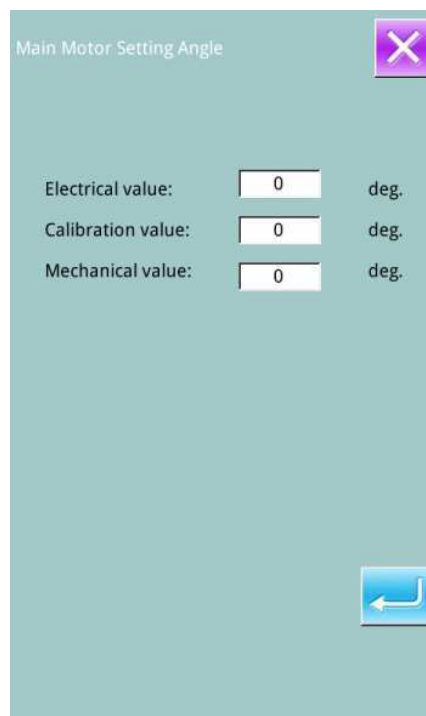 Main Motor Setting Angle
Electrical value: 0 deg.
Calibration value: 0 deg.
Mechanical value: 0 deg.